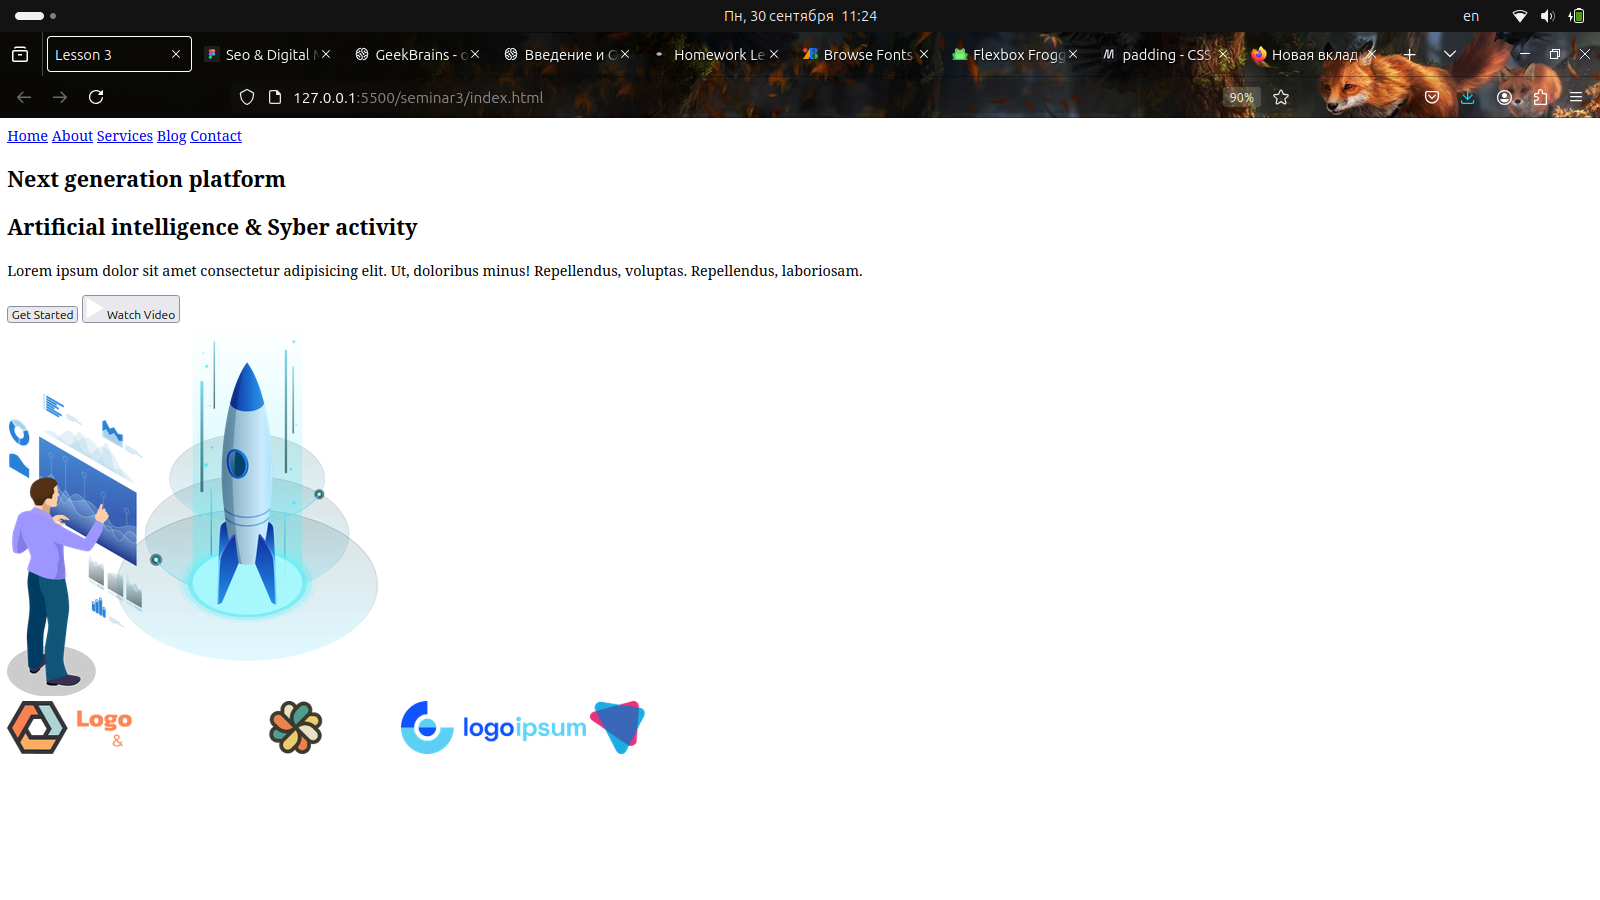 Пн, 30 сентября 11:24
en
Lesson 3
Seo & Digital
GeekBrains - o
Введение и О
Homework Le
Browse Fonts
Flexbox Frogg
padding - CSS
Новая вклад
127.0.0.1:5500/seminar3/index.html
90%
Home About Services Blog Contact
Next generation platform
Artificial intelligence & Syber activity
Lorem ipsum dolor sit amet consectetur adipisicing elit. Ut, doloribus minus! Repellendus, voluptas. Repellendus, laboriosam.
Get Started Watch Video
Logo
&
logoipsum